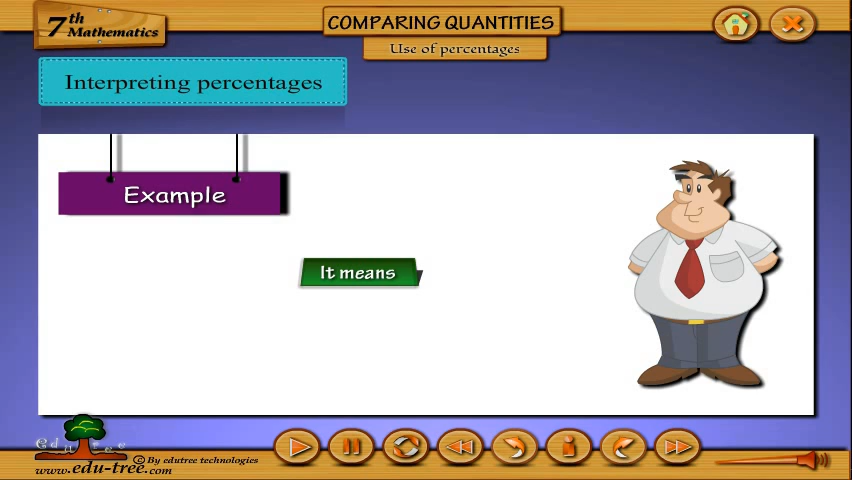 7th
Mathematics
COMPARING QUANTITIES
Use of percentages
Interpreting percentages
Example
It means
edutree
© By edutree technologies
www.edu-tree.com